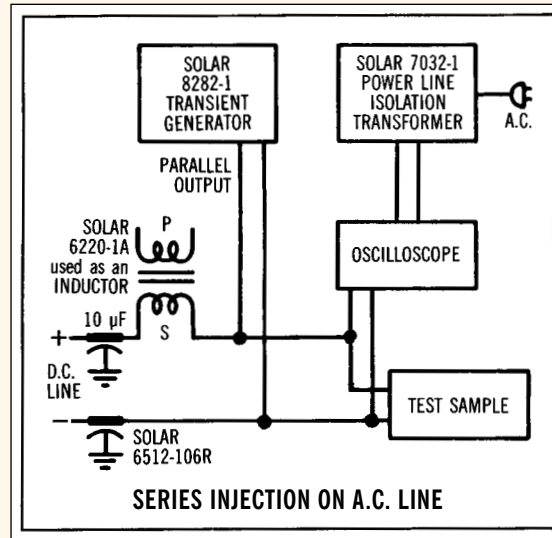 SOLAR
8282-1
TRANSIENT
GENERATOR
SOLAR 7032-1
POWER LINE
ISOLATION
TRANSFORMER
A.C.
PARALLEL
OUTPUT
SOLAR
6220-1A
used as an
INDUCTOR
P
S
OSCILLOSCOPE
10 µF
+
D.C.
LINE
−
TEST SAMPLE
SOLAR
6512-106R
SERIES INJECTION ON A.C. LINE